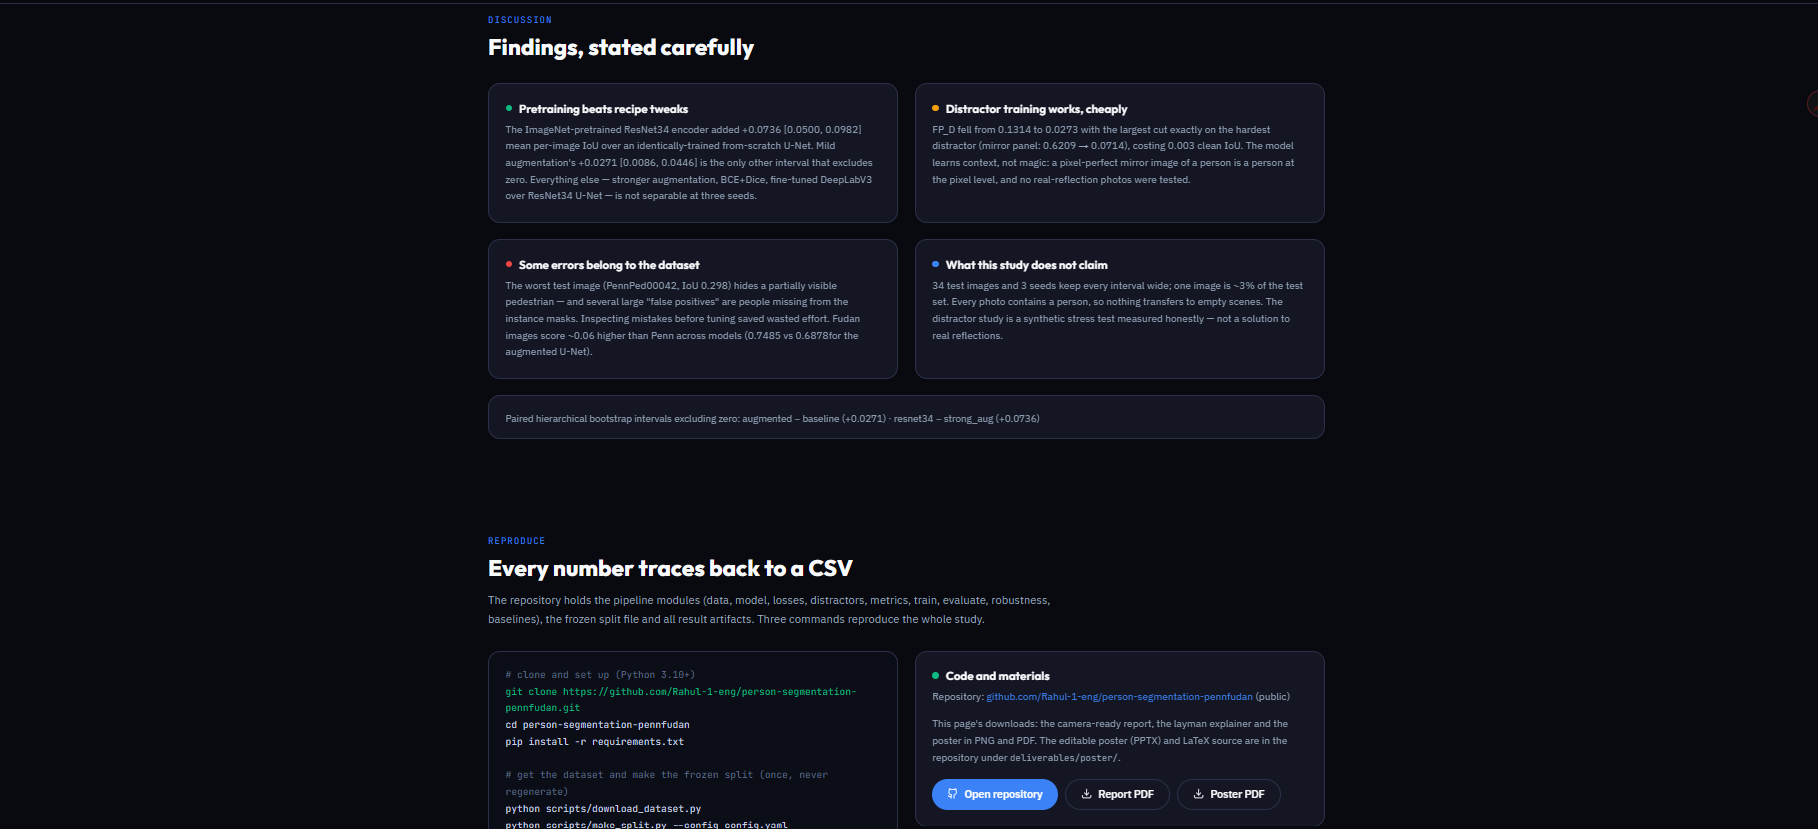 DISCUSSION
Findings, stated carefully
Pretraining beats recipe tweaks
The ImageNet-pretrained ResNet34 encoder added +0.0736 [0.0500, 0.0982]
mean per-image IoU over an identically-trained from-scratch U-Net. Mild
augmentation's +0.0271 [0.0086, 0.0446] is the only other interval that excludes
zero. Everything else — stronger augmentation, BCE+Dice, fine-tuned DeepLabV3
over ResNet34 U-Net — is not separable at three seeds.
Distractor training works, cheaply
FP_D fell from 0.1314 to 0.0273 with the largest cut exactly on the hardest
distractor (mirror panel: 0.6209 → 0.0714), costing 0.003 clean IoU. The model
learns context, not magic: a pixel-perfect mirror image of a person is a person at
the pixel level, and no real-reflection photos were tested.
Some errors belong to the dataset
The worst test image (PennPed00042, IoU 0.298) hides a partially visible
pedestrian — and several large "false positives" are people missing from the
instance masks. Inspecting mistakes before tuning saved wasted effort. Fudan
images score ~0.06 higher than Penn across models (0.7485 vs 0.6878for the
augmented U-Net).
What this study does not claim
34 test images and 3 seeds keep every interval wide; one image is ~3% of the test
set. Every photo contains a person, so nothing transfers to empty scenes. The
distractor study is a synthetic stress test measured honestly — not a solution to
real reflections.
Paired hierarchical bootstrap intervals excluding zero: augmented – baseline (+0.0271) · resnet34 – strong_aug (+0.0736)
REPRODUCE
Every number traces back to a CSV
The repository holds the pipeline modules (data, model, losses, distractors, metrics, train, evaluate, robustness,
baselines), the frozen split file and all result artifacts. Three commands reproduce the whole study.
# clone and set up (Python 3.10+)
git clone https://github.com/Rahul-1-eng/person-segmentation-
pennfudan.git
cd person-segmentation-pennfudan
pip install -r requirements.txt
# get the dataset and make the frozen split (once, never
regenerate)
python scripts/download_dataset.py
python scripts/make_split.py --config config.yaml
Code and materials
Repository: github.com/Rahul-1-eng/person-segmentation-pennfudan (public)
This page's downloads: the camera-ready report, the layman explainer and the
poster in PNG and PDF. The editable poster (PPTX) and LaTeX source are in the
repository under deliverables/poster/.
Open repository
Report PDF
Poster PDF